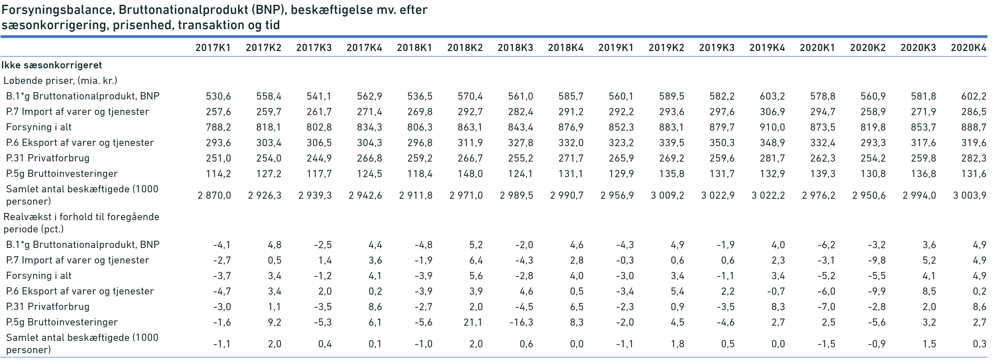 Forsyningsbalance, Bruttonationalprodukt (BNP), beskæftigelse mv. efter
sæsonkorrigering, prisenhed, transaktion og tid
2017K1 2017K2 2017K3 2017K4 2018K1 2018K2 2018K3 2018K4 2019K1 2019K2 2019K3 2019K4 2020K1 2020K2 2020K3 2020K4
Ikke sæsonkorrigeret
Løbende priser, (mia. kr.)
B.1*g Bruttonationalprodukt, BNP 530,6 558,4 541,1 562,9 536,5 570,4 561,0 585,7 560,1 589,5 582,2 603,2 578,8 560,9 581,8 602,2
P.7 Import af varer og tjenester 257,6 259,7 261,7 271,4 269,8 292,7 282,4 291,2 292,2 293,6 297,6 306,9 294,7 258,9 271,9 286,5
Forsyning i alt 788,2 818,1 802,8 834,3 806,3 863,1 843,4 876,9 852,3 883,1 879,7 910,0 873,5 819,8 853,7 888,7
P.6 Eksport af varer og tjenester 293,6 303,4 306,5 304,3 296,8 311,9 327,8 332,0 323,2 339,5 350,3 348,9 332,4 293,3 317,6 319,6
P.31 Privatforbrug 251,0 254,0 244,9 266,8 259,2 266,7 255,2 271,7 265,9 269,2 259,6 281,7 262,3 254,2 259,8 282,3
P.5g Bruttoinvesteringer 114,2 127,2 117,7 124,5 118,4 148,0 124,1 131,1 129,9 135,8 131,7 132,9 139,3 130,8 136,8 131,6
Samlet antal beskæftigede (1000
personer) 2 870,0 2 926,3 2 939,3 2 942,6 2 911,8 2 971,0 2 989,5 2 990,7 2 956,9 3 009,2 3 022,9 3 022,2 2 976,2 2 950,6 2 994,0 3 003,9
Realvækst i forhold til foregående
periode (pct.)
B.1*g Bruttonationalprodukt, BNP -4,1 4,8 -2,5 4,4 -4,8 5,2 -2,0 4,6 -4,3 4,9 -1,9 4,0 -6,2 -3,2 3,6 4,9
P.7 Import af varer og tjenester -2,7 0,5 1,4 3,6 -1,9 6,4 -4,3 2,8 -0,3 0,6 0,6 2,3 -3,1 -9,8 5,2 4,9
Forsyning i alt -3,7 3,4 -1,2 4,1 -3,9 5,6 -2,8 4,0 -3,0 3,4 -1,1 3,4 -5,2 -5,5 4,1 4,9
P.6 Eksport af varer og tjenester -4,7 3,4 2,0 0,2 -3,9 3,9 4,6 0,5 -3,4 5,4 2,2 -0,7 -6,0 -9,9 8,5 0,2
P.31 Privatforbrug -3,0 1,1 -3,5 8,6 -2,7 2,0 -4,5 6,5 -2,3 0,9 -3,5 8,3 -7,0 -2,8 2,0 8,6
P.5g Bruttoinvesteringer -1,6 9,2 -5,3 6,1 -5,6 21,1 -16,3 8,3 -2,0 4,5 -4,6 2,7 2,5 -5,6 3,2 2,7
Samlet antal beskæftigede (1000
personer) -1,1 2,0 0,4 0,1 -1,0 2,0 0,6 0,0 -1,1 1,8 0,5 0,0 -1,5 -0,9 1,5 0,3